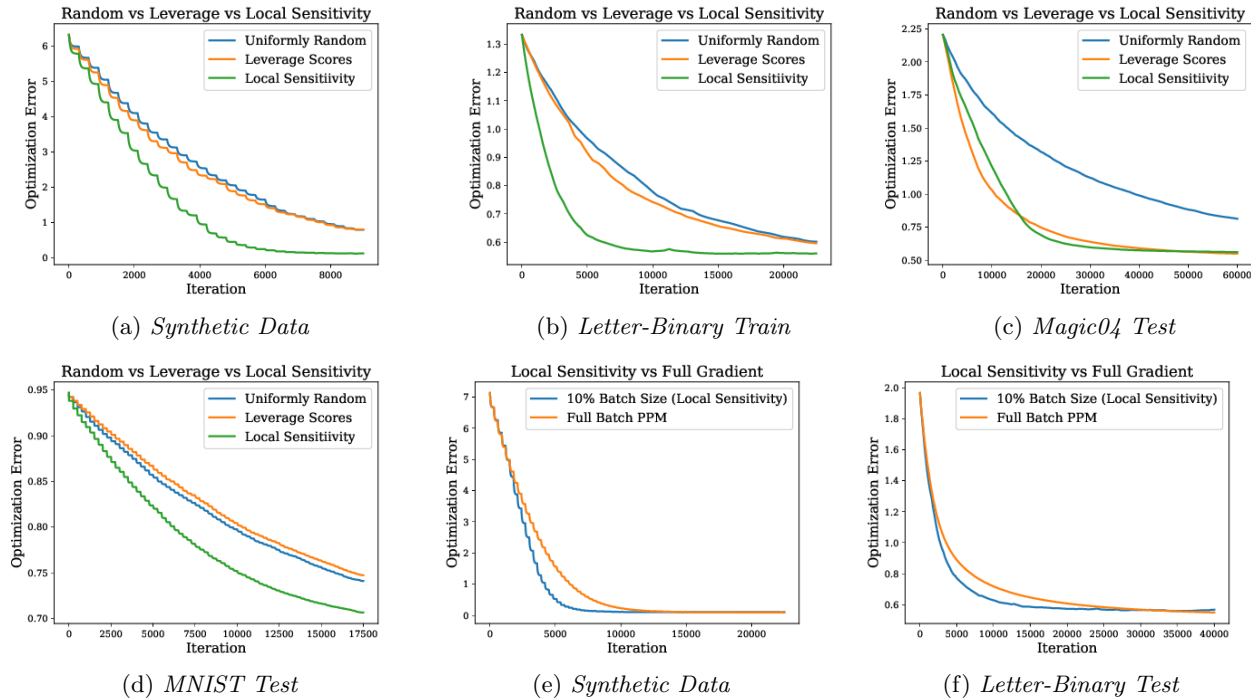 Random vs Leverage vs Local Sensitivity
Uniformly Random
Leverage Scores
Local Sensitiivity
6
5
4
3
2
1
0
Optimization Error
0
2000
4000
6000
8000
Iteration
(a) Synthetic Data
Random vs Leverage vs Local Sensitivity
Uniformly Random
Leverage Scores
Local Sensitiivity
1.3
1.2
1.1
1.0
0.9
0.8
0.7
0.6
Optimization Error
0
5000
10000
15000
20000
Iteration
(b) Letter-Binary Train
Random vs Leverage vs Local Sensitivity
Uniformly Random
Leverage Scores
Local Sensitiivity
2.25
2.00
1.75
1.50
1.25
1.00
0.75
0.50
Optimization Error
0
10000
20000
30000
40000
50000
60000
Iteration
(c) Magic04 Test
Random vs Leverage vs Local Sensitivity
Uniformly Random
Leverage Scores
Local Sensitiivity
0.95
0.90
0.85
0.80
0.75
0.70
Optimization Error
0
2500
5000
7500
10000
12500
15000
17500
Iteration
(d) MNIST Test
Local Sensitivity vs Full Gradient
10% Batch Size (Local Sensitivity)
Full Batch PPM
7
6
5
4
3
2
1
0
Optimization Error
0
5000
10000
15000
20000
Iteration
(e) Synthetic Data
Local Sensitivity vs Full Gradient
10% Batch Size (Local Sensitivity)
Full Batch PPM
2.0
1.8
1.6
1.4
1.2
1.0
0.8
0.6
Optimization Error
0
5000
10000
15000
20000
25000
30000
35000
40000
Iteration
(f) Letter-Binary Test